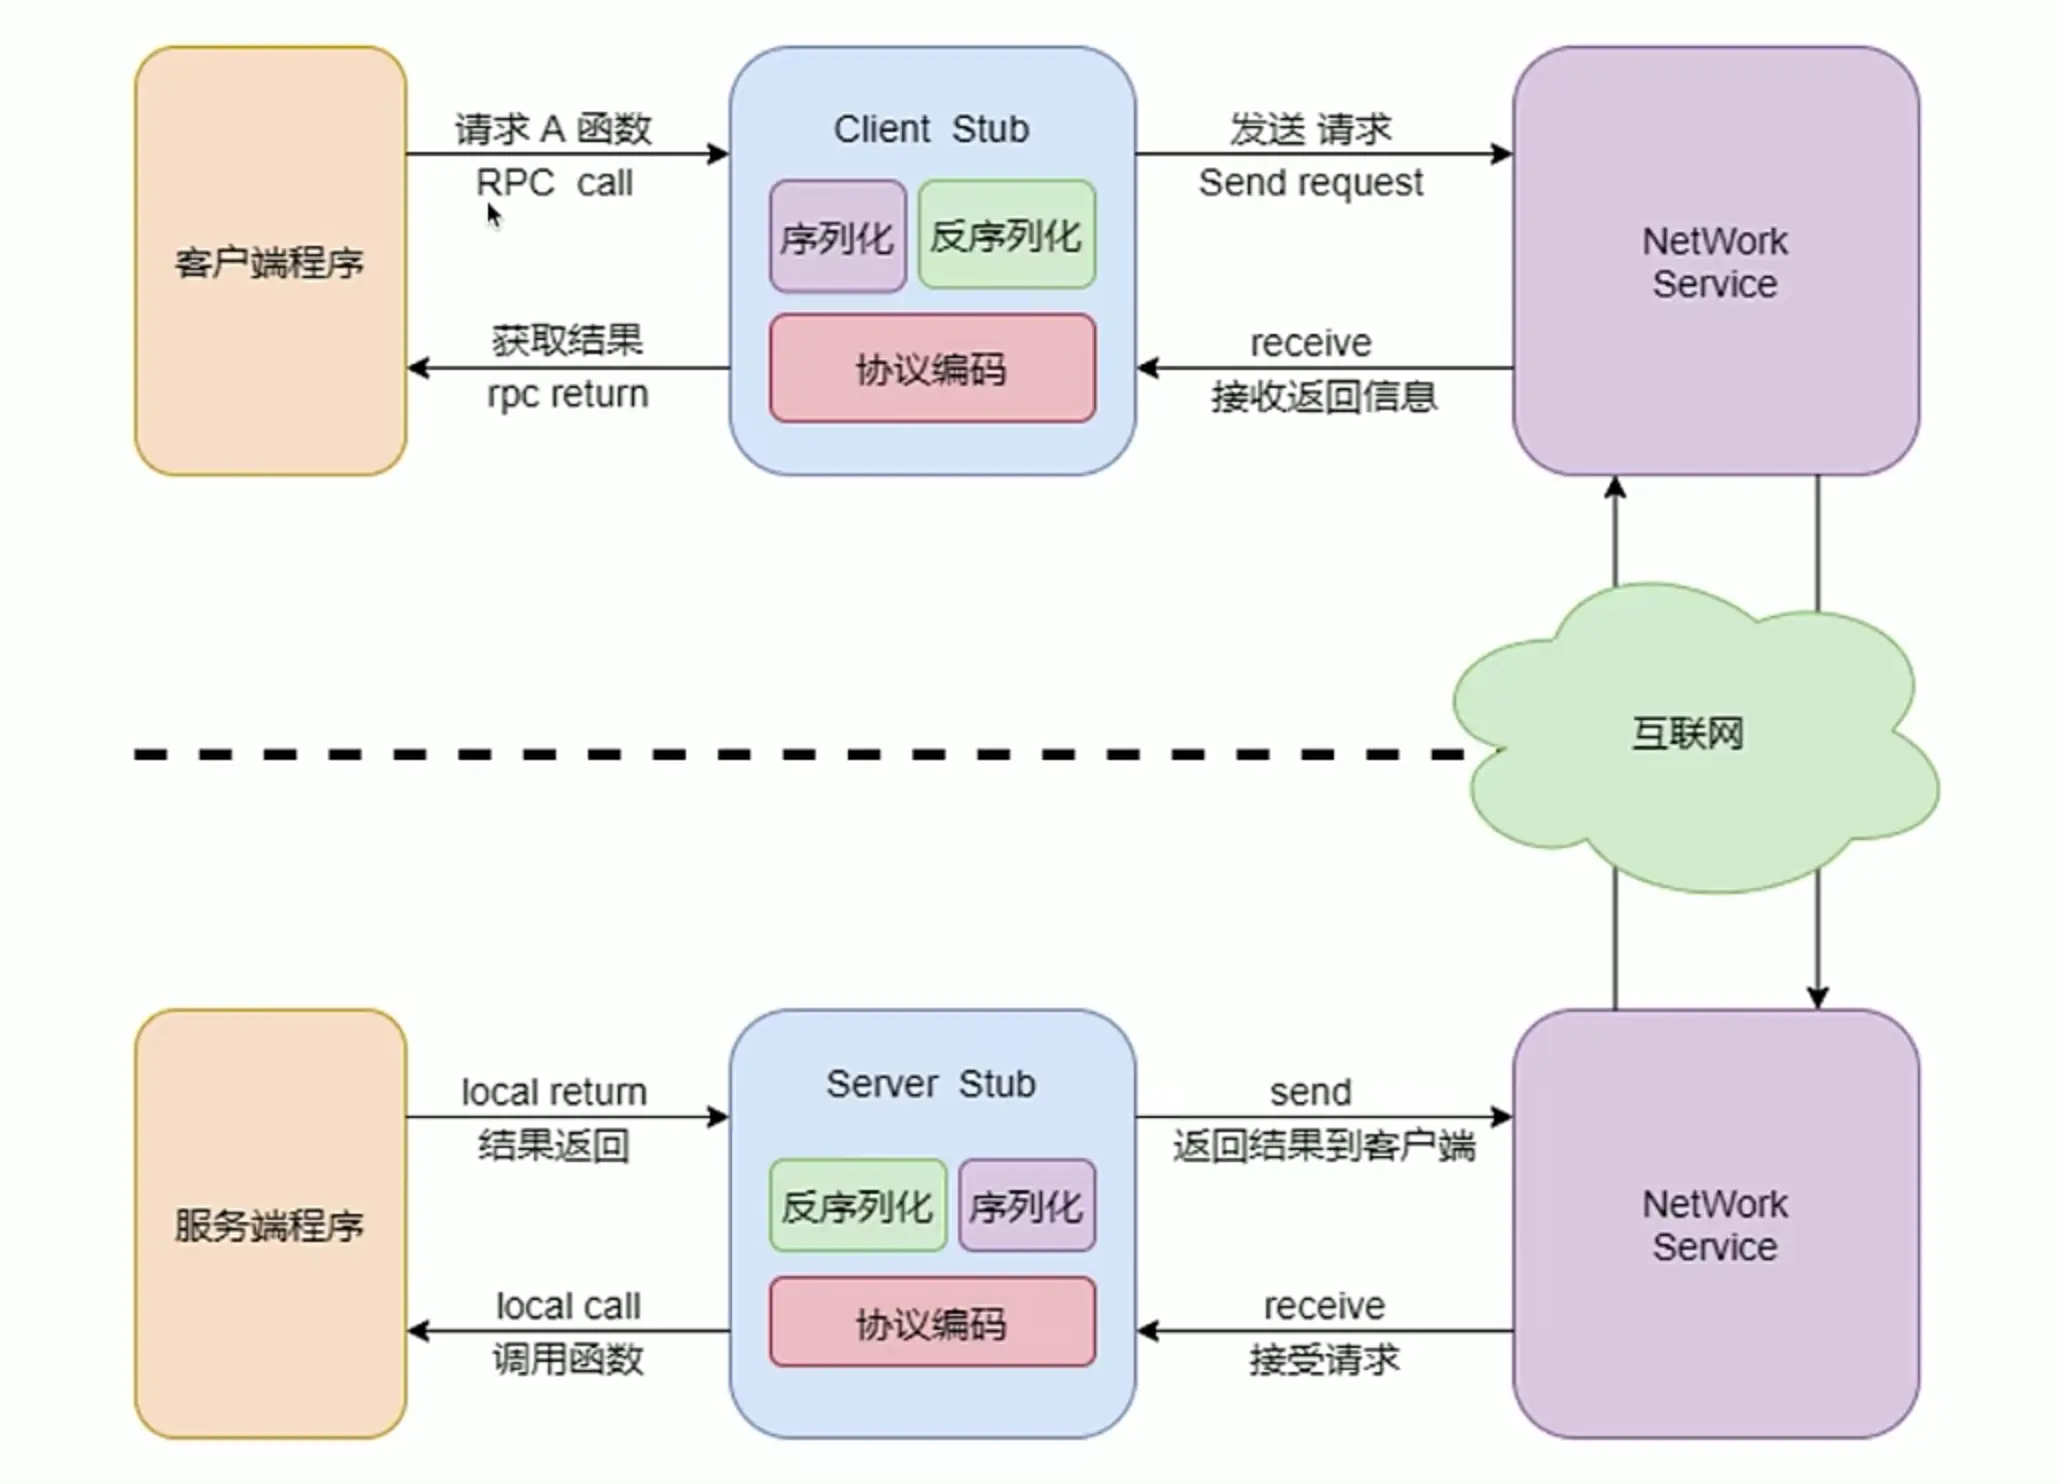 客户端程序
请求 A 函数
RPC call
获取结果
rpc return
Client Stub
序列化
反序列化
协议编码
发送 请求
Send request
receive
接收返回信息
NetWork
Service
互联网
服务端程序
local return
结果返回
local call
调用函数
Server Stub
反序列化
序列化
协议编码
send
返回结果到客户端
receive
接受请求
NetWork
Service